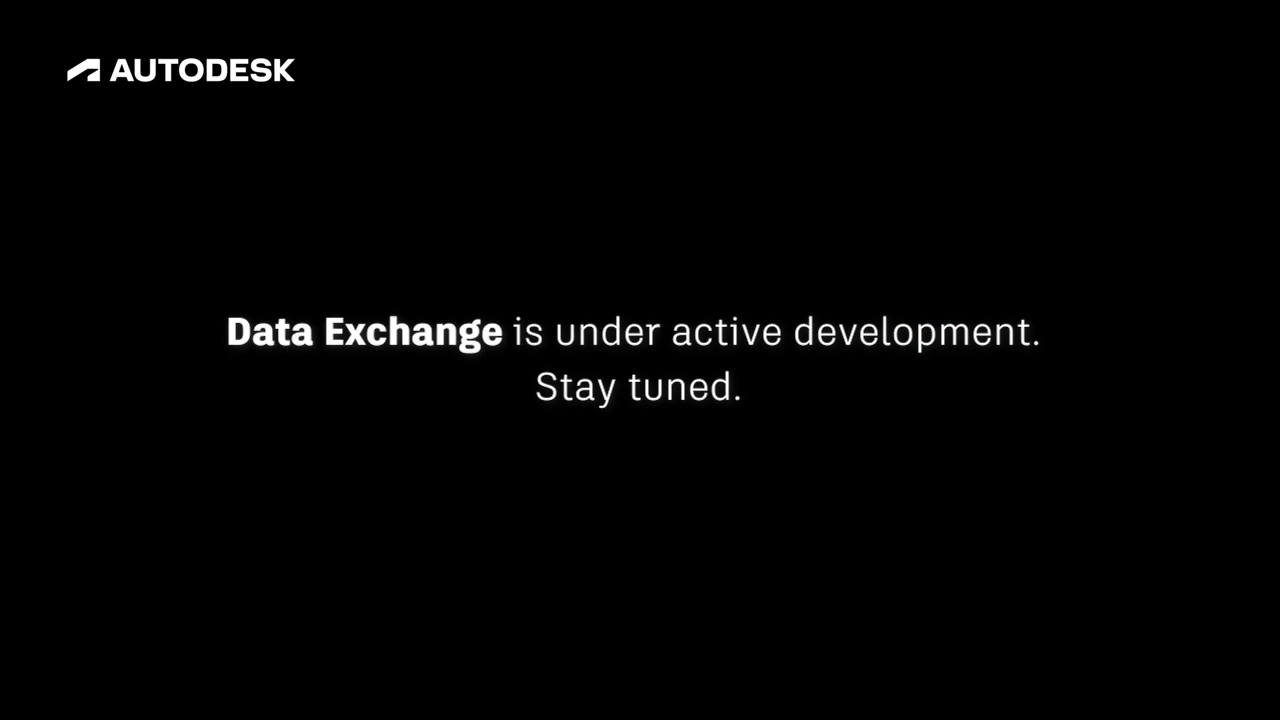 AUTODESK
Data Exchange is under active development.
Stay tuned.